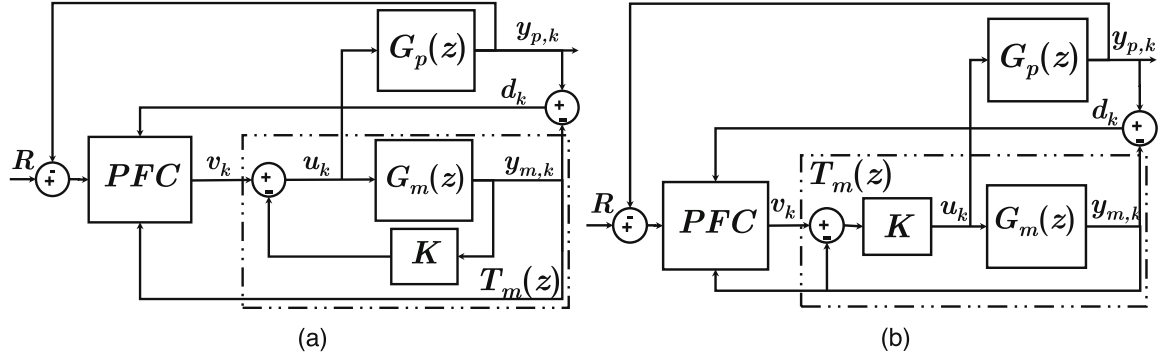 G_p(z)
y_{p,k}
d_k
+
-
R
-
+
PFC
v_k
+
-
u_k
G_m(z)
y_{m,k}
K
T_m(z)
(a)
G_p(z)
y_{p,k}
d_k
+
-
T_m(z)
R
-
+
PFC
v_k
+
-
K
u_k
G_m(z)
y_{m,k}
(b)